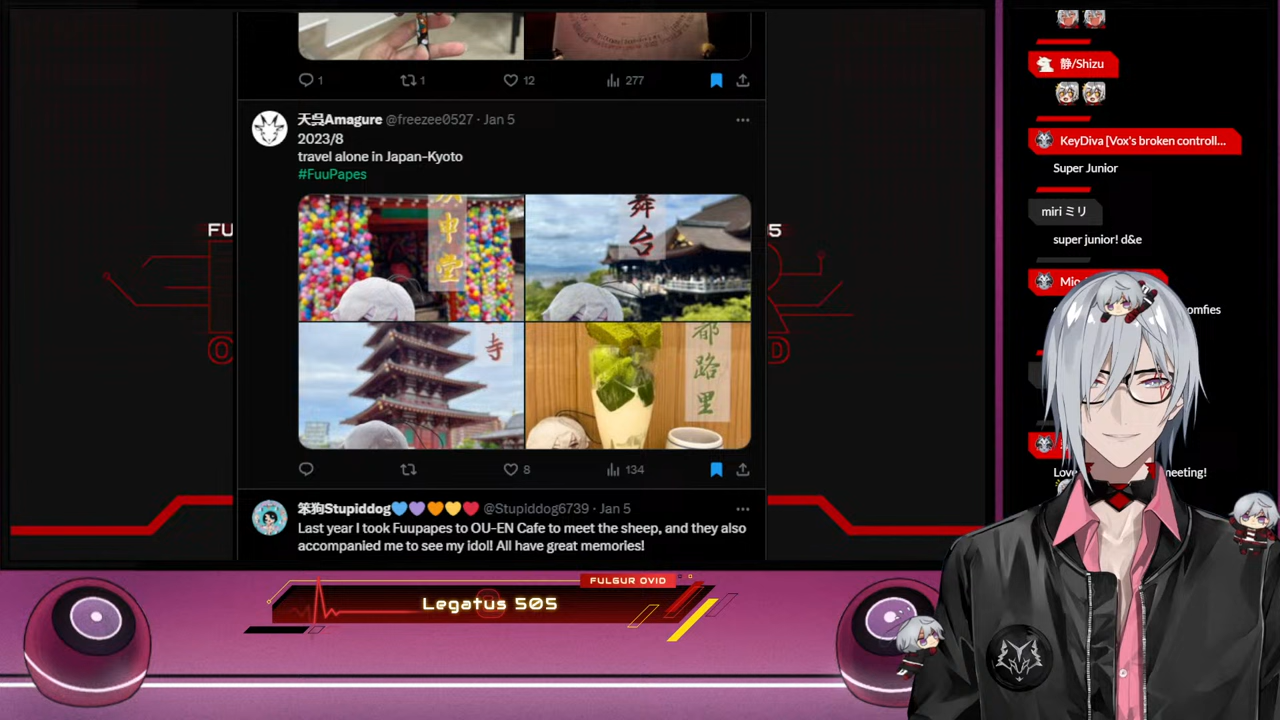 1
1
12
277
天呉Amagure @freezee0527 · Jan 5
2023/8
travel alone in Japan-Kyoto
#FuuPapes
申
堂
舞
台
寺
都
路
里
8
134
笨狗Stupiddog💙💜🧡💛❤️ @Stupiddog6739 · Jan 5
Last year I took Fuupapes to OU-EN Cafe to meet the sheep, and they also
accompanied me to see my idol! All have great memories!
FU
5
O
D
FULGUR OVID
Legatus 505
静/Shizu
KeyDiva [Vox's broken controll...
Super Junior
miri ミリ
super junior! d&e
Mio
omfies
Love
meeting!